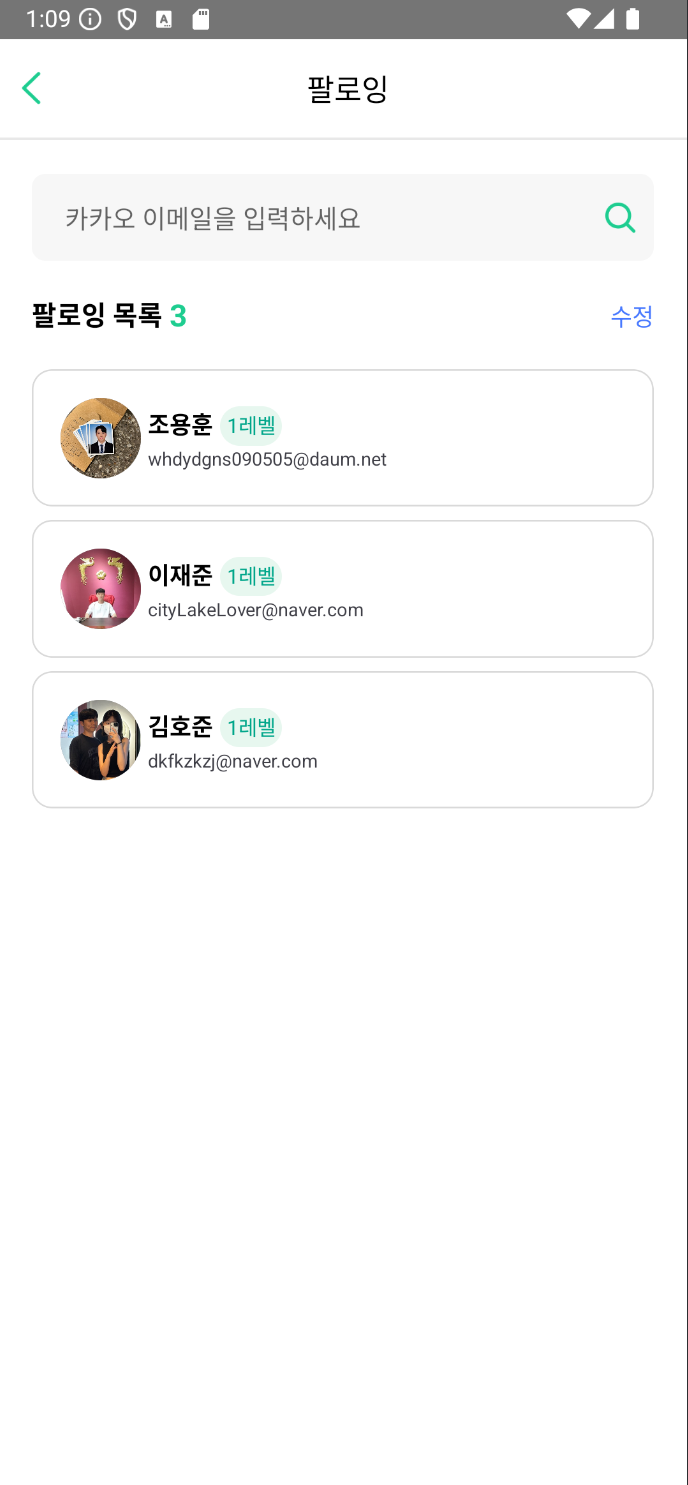 1:09
팔로잉
카카오 이메일을 입력하세요
팔로잉 목록 3
수정
조용훈 1레벨
whdydgns090505@daum.net
이재준 1레벨
cityLakeLover@naver.com
김호준 1레벨
dkfkzkzj@naver.com